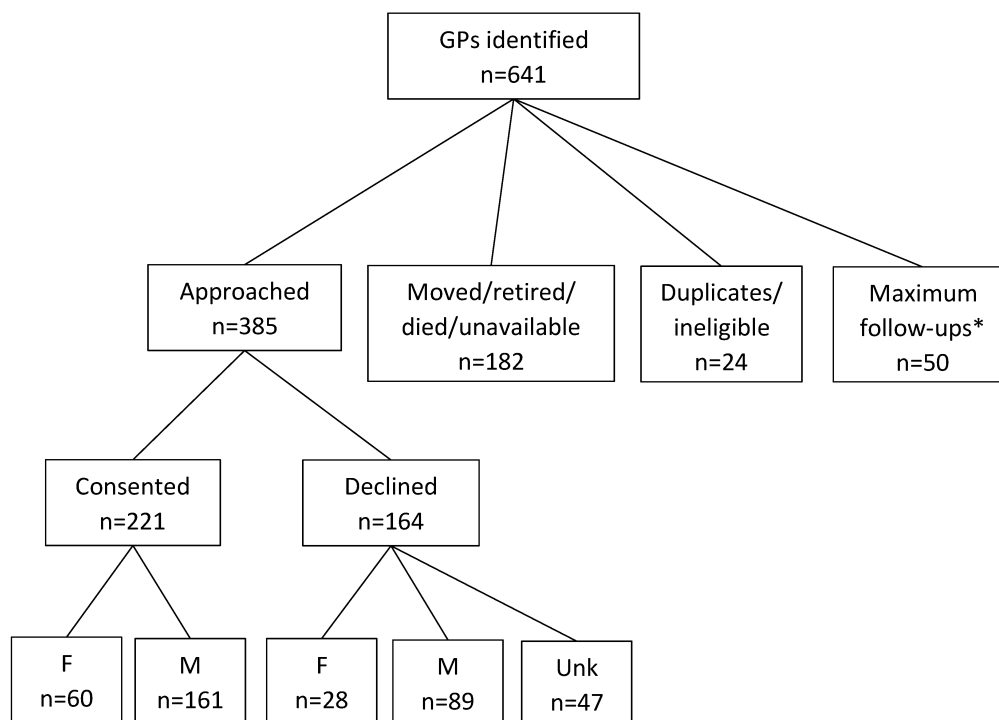 GPs identified
n=641
Approached
n=385
Moved/retired/
died/unavailable
n=182
Duplicates/
ineligible
n=24
Maximum
follow-ups*
n=50
Consented
n=221
Declined
n=164
F
n=60
M
n=161
F
n=28
M
n=89
Unk
n=47